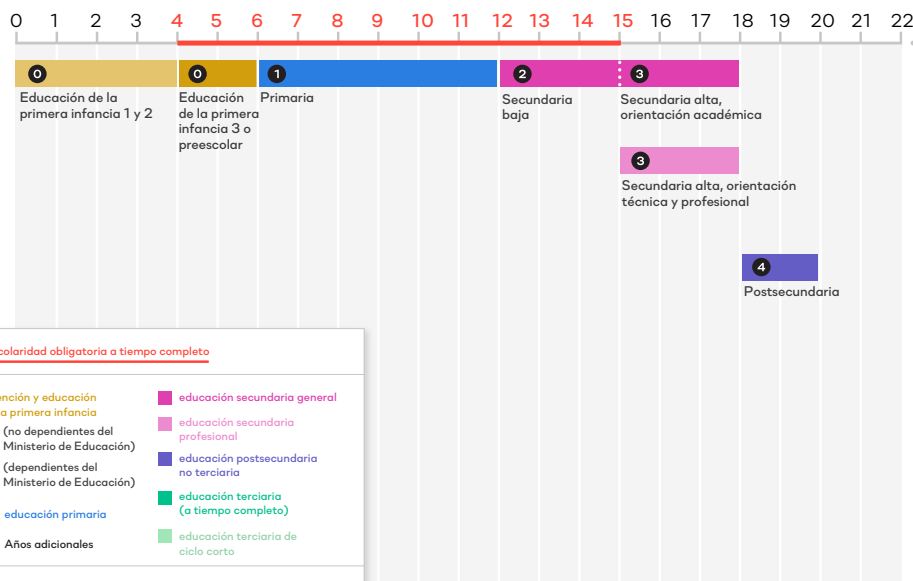 0 1 2 3 4 5 6 7 8 9 10 11 12 13 14 15 16 17 18 19 20 21 22
0 0 1 2 3
Educación de la
primera infancia 1 y 2
Educación
de la primera
infancia 3 o
preescolar
Primaria
Secundaria
baja
Secundaria alta,
orientación académica
3
Secundaria alta, orientación
técnica y profesional
4
Postsecundaria
colaridad obligatoria a tiempo completo
ención y educación
a primera infancia
(no dependientes del
Ministerio de Educación)
(dependientes del
Ministerio de Educación)
educación primaria
Años adicionales
educación secundaria general
educación secundaria
profesional
educación postsecundaria
no terciaria
educación terciaria
(a tiempo completo)
educación terciaria de
ciclo corto